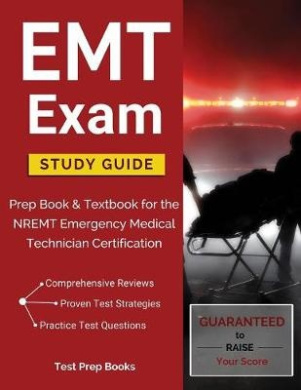 EMT
Exam
STUDY GUIDE
Prep Book & Textbook for the
NREMT Emergency Medical
Technician Certification
Comprehensive Reviews
Proven Test Strategies
Practice Test Questions
Test Prep Books
GUARANTEED
to
RAISE
Your Score